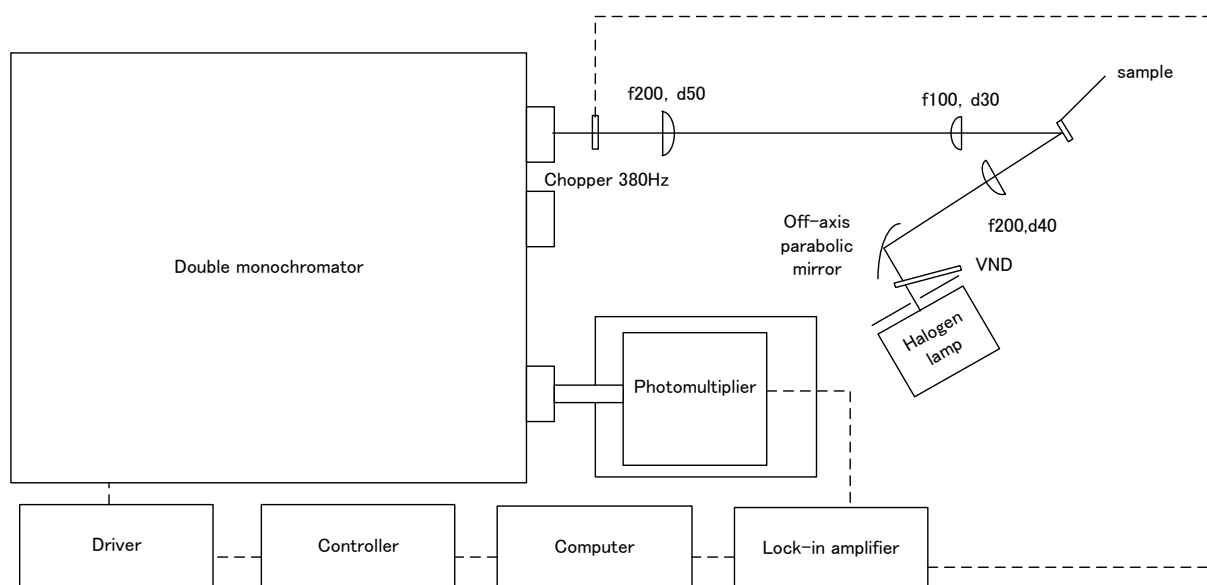 sample
f200, d50
f100, d30
Chopper 380Hz
f200,d40
Off-axis
parabolic
mirror
VND
Double monochromator
Halogen
lamp
Photomultiplier
Driver
Controller
Computer
Lock-in amplifier